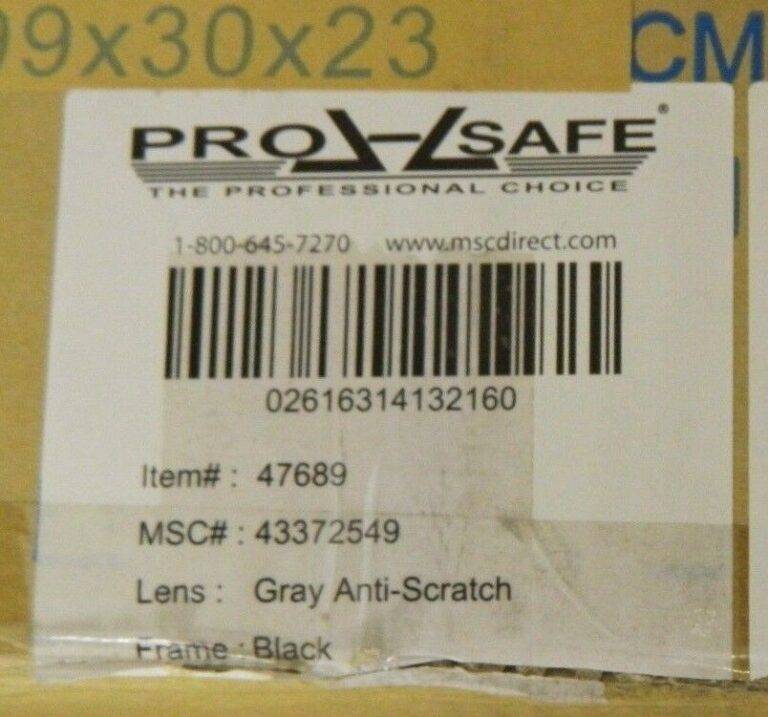 99x30x23 CM
PRO SAFE®
THE PROFESSIONAL CHOICE
1-800-645-7270 www.mscdirect.com
02616314132160
Item# : 47689
MSC# : 43372549
Lens : Gray Anti-Scratch
Frame : Black